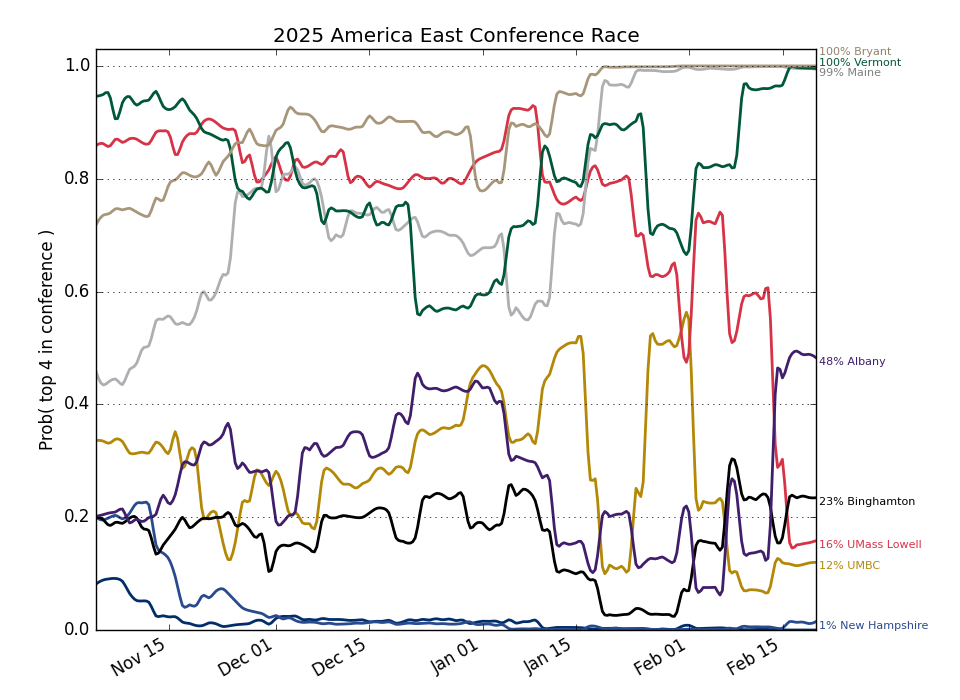 2025 America East Conference Race
Prob( top 4 in conference )
1.0
0.8
0.6
0.4
0.2
0.0
Nov 15
Dec 01
Dec 15
Jan 01
Jan 15
Feb 01
Feb 15
100% Bryant
100% Vermont
99% Maine
48% Albany
23% Binghamton
16% UMass Lowell
12% UMBC
1% New Hampshire